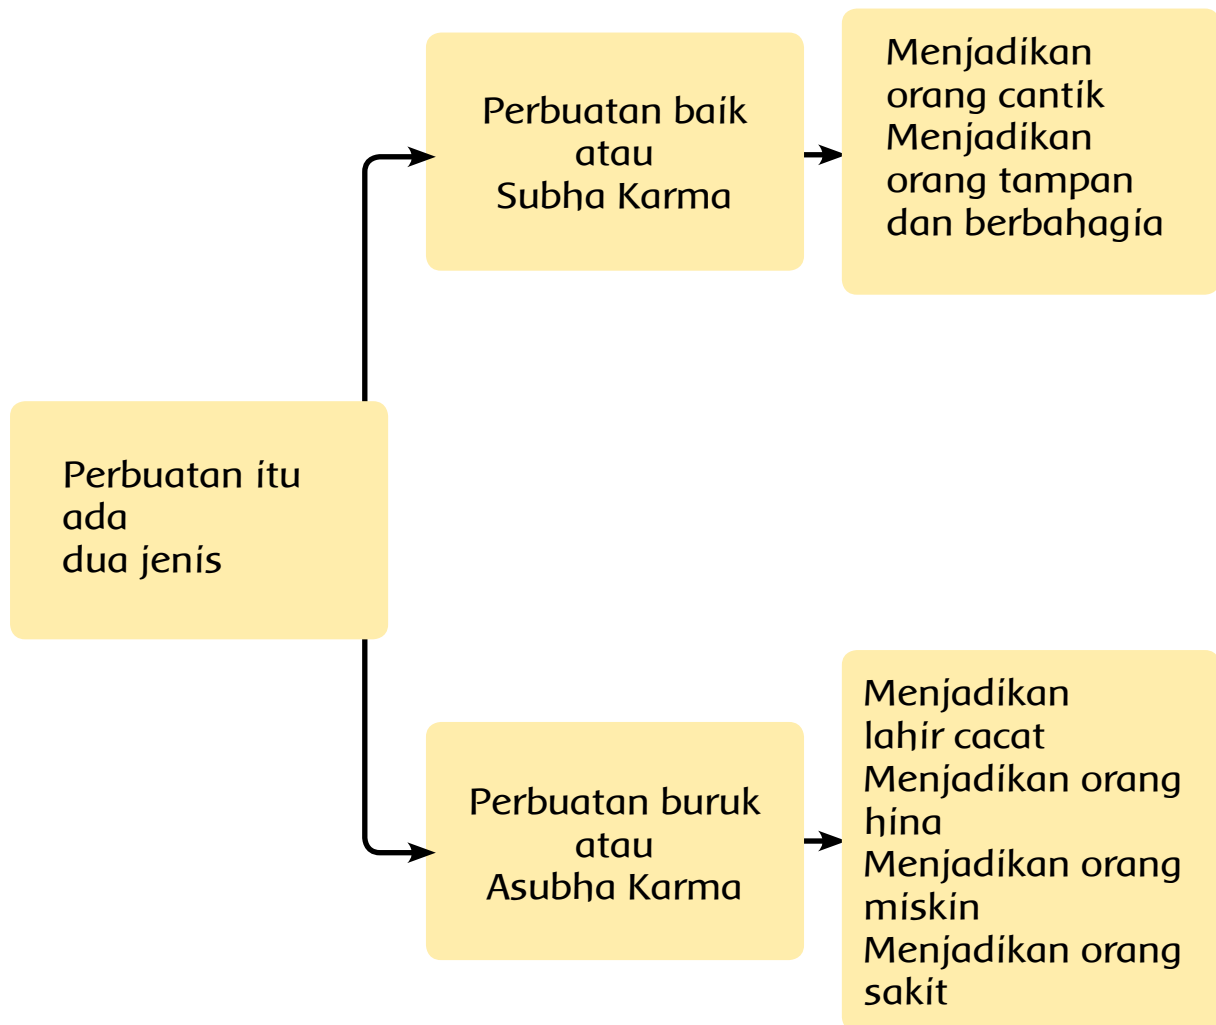 Perbuatan itu
ada
dua jenis
Perbuatan baik
atau
Subha Karma
Menjadikan
orang cantik
Menjadikan
orang tampan
dan berbahagia
Perbuatan buruk
atau
Asubha Karma
Menjadikan
lahir cacat
Menjadikan orang
hina
Menjadikan orang
miskin
Menjadikan orang
sakit